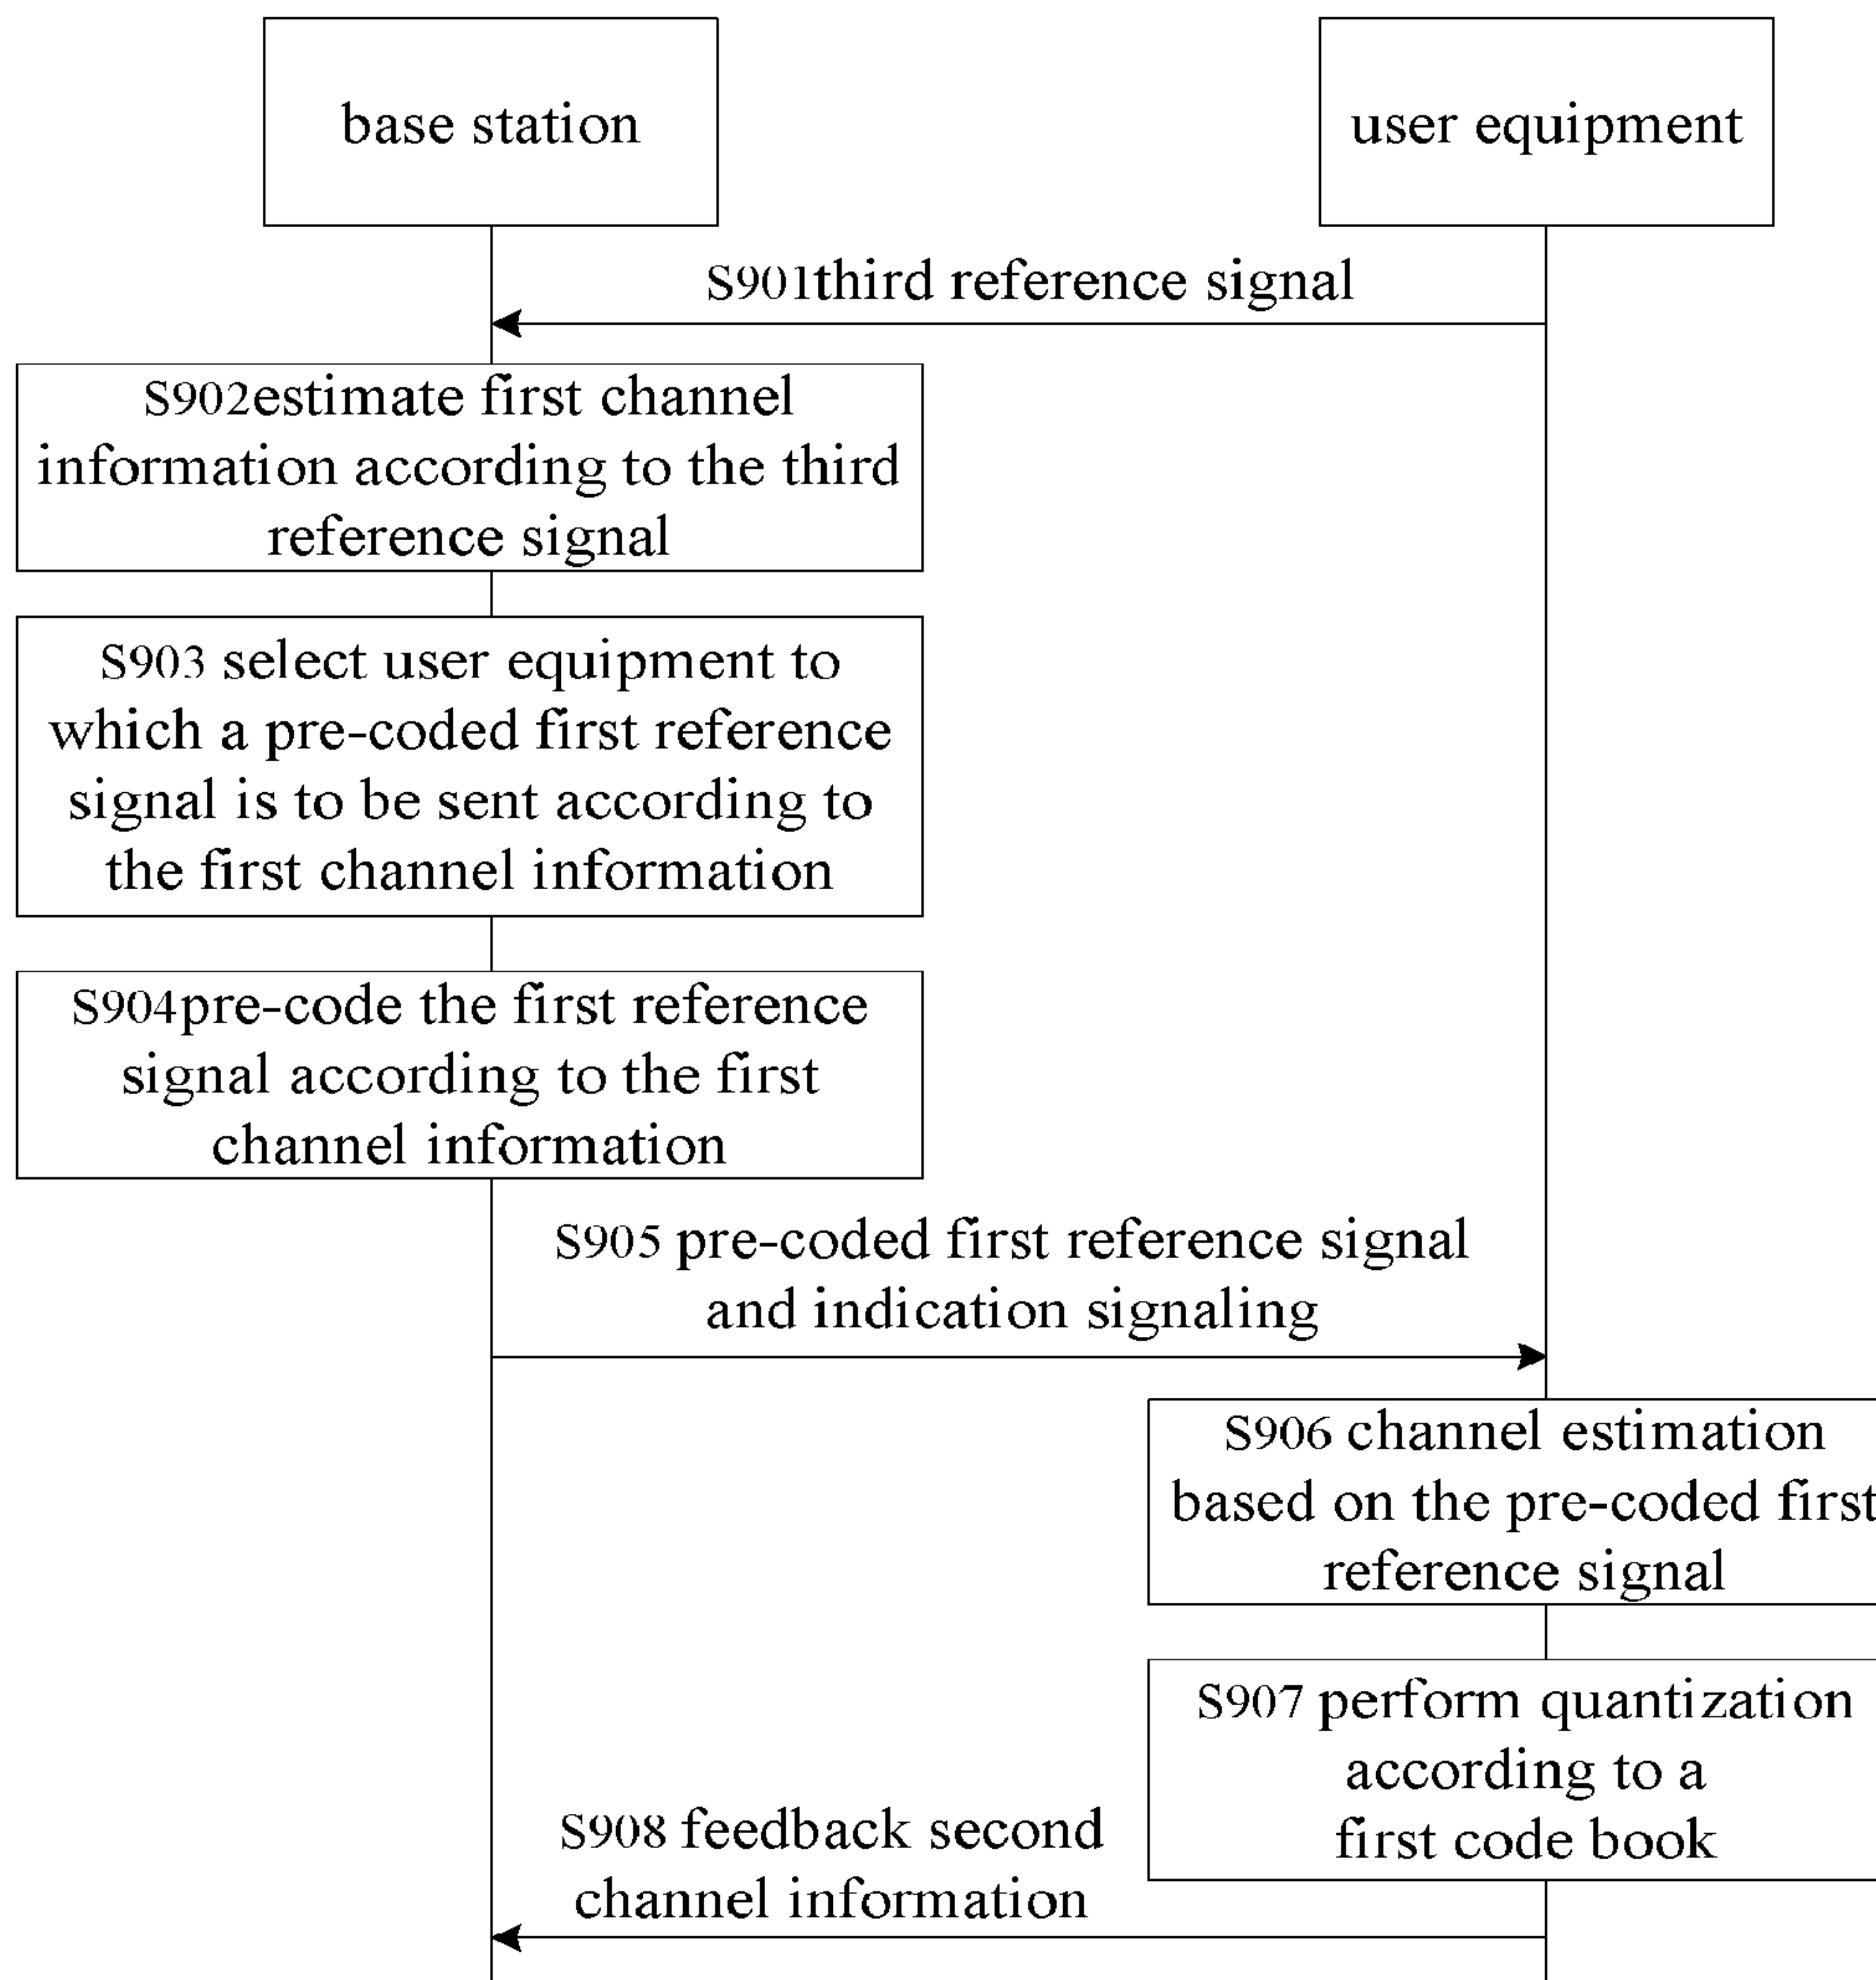 base station
user equipment
S901third reference signal
S902estimate first channel
information according to the third
reference signal
S903 select user equipment to
which a pre-coded first reference
signal is to be sent according to
the first channel information
S904pre-code the first reference
signal according to the first
channel information
S905 pre-coded first reference signal
and indication signaling
S906 channel estimation
based on the pre-coded first
reference signal
S907 perform quantization
according to a
first code book
S908 feedback second
channel information